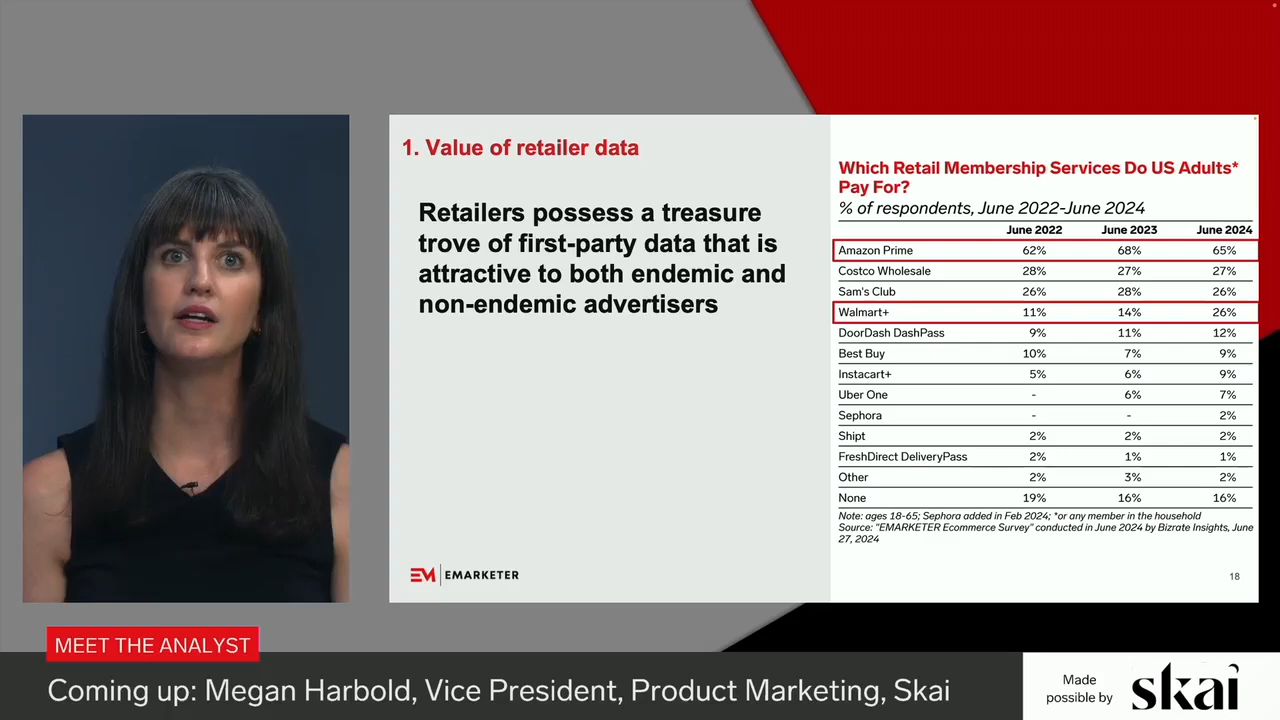 1. Value of retailer data
Retailers possess a treasure
trove of first-party data that is
attractive to both endemic and
non-endemic advertisers
EM EMARKETER
Which Retail Membership Services Do US Adults*
Pay For?
% of respondents, June 2022-June 2024
June 2022 June 2023 June 2024
Amazon Prime 62% 68% 65%
Costco Wholesale 28% 27% 27%
Sam's Club 26% 28% 26%
Walmart+ 11% 14% 26%
DoorDash DashPass 9% 11% 12%
Best Buy 10% 7% 9%
Instacart+ 5% 6% 9%
Uber One - 6% 7%
Sephora - - 2%
Shipt 2% 2% 2%
FreshDirect DeliveryPass 2% 1% 1%
Other 2% 3% 2%
None 19% 16% 16%
Note: ages 18-65; Sephora added in Feb 2024; *or any member in the household
Source: "EMARKETER Ecommerce Survey" conducted in June 2024 by Bizrate Insights, June
27, 2024
18
MEET THE ANALYST
Coming up: Megan Harbold, Vice President, Product Marketing, Skai
Made
possible by
skai